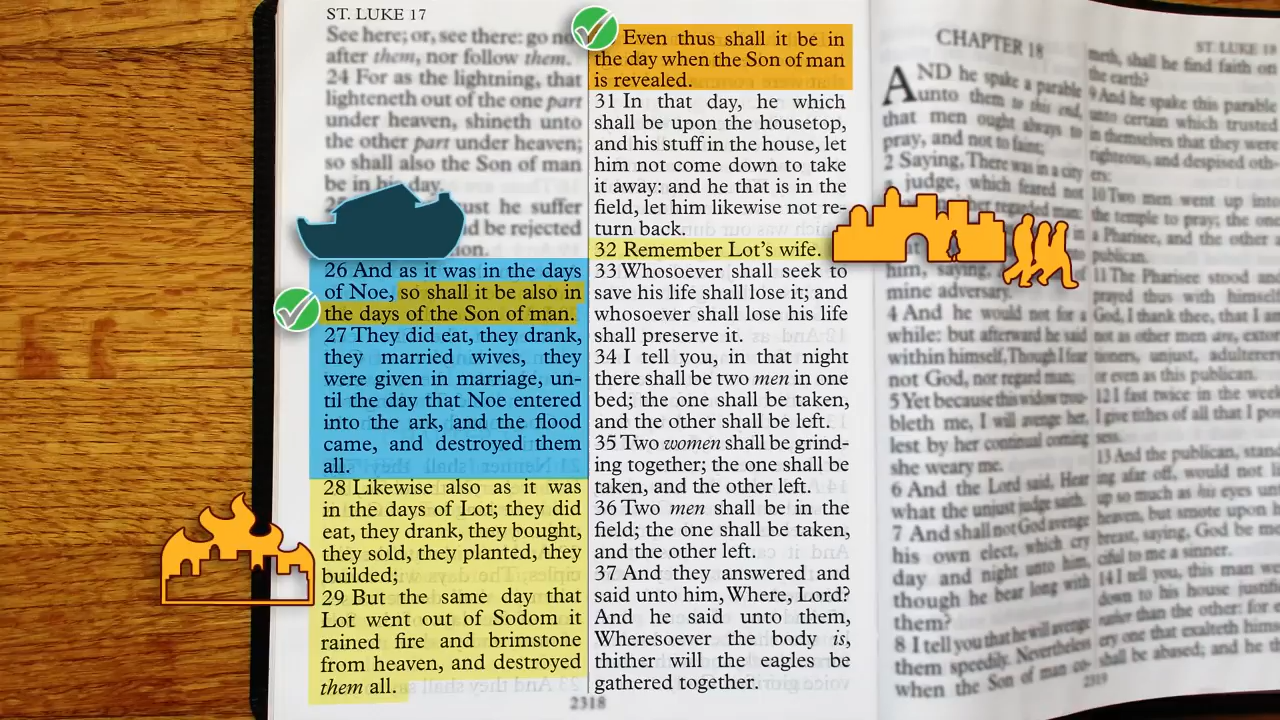 ST. LUKE 17
See here; or, see there: go not
after them, nor follow them.
24 For as the lightning, that
lighteneth out of the one part
under heaven, shineth unto
the other part under heaven;
so shall also the Son of man
be in his day.
ust he suffer
nd be rejected
on.
26 And as it was in the days
of Noe, so shall it be also in
the days of the Son of man.
27 They did eat, they drank,
they married wives, they
were given in marriage, un-
til the day that Noe entered
into the ark, and the flood
came, and destroyed them
all.
28 Likewise also as it was
in the days of Lot; they did
eat, they drank, they bought,
they sold, they planted, they
builded;
29 But the same day that
Lot went out of Sodom it
rained fire and brimstone
from heaven, and destroyed
them all.
Even thus shall it be in
the day when the Son of man
is revealed.
31 In that day, he which
shall be upon the housetop,
and his stuff in the house, let
him not come down to take
it away: and he that is in the
field, let him likewise not re-
turn back.
32 Remember Lot's wife.
33 Whosoever shall seek to
save his life shall lose it; and
whosoever shall lose his life
shall preserve it.
34 I tell you, in that night
there shall be two men in one
bed; the one shall be taken,
and the other shall be left.
35 Two women shall be grind-
ing together; the one shall be
taken, and the other left.
36 Two men shall be in the
field; the one shall be taken,
and the other left.
37 And they answered and
said unto him, Where, Lord?
And he said unto them,
Wheresoever the body is,
thither will the eagles be
gathered together.
2318
CHAPTER 18
AND he spake a parable
unto them to this end,
that men ought always to
pray, and not to faint;
2 Saying, There was in a city
judge, which feared not
regarded man:
him, saying,
mine adversary.
4 And he would not for a
while: but afterward he said
within himself, Though I fear
not God, nor regard man;
5 Yet because this widow trou-
bleth me, I will avenge her,
lest by her continual coming
she weary me.
6 And the Lord said, Hear
what the unjust judge saith.
7 And shall not God avenge
his own elect, which cry
day and night unto him,
though he bear long with
them?
8 I tell you that he will avenge
them speedily. Nevertheless
when the Son of man co-
ST. LUKE 18
meth, shall he find faith on
the earth?
9 And he spake this parable
unto certain which trusted
in themselves that they were
righteous, and despised oth-
ers:
10 Two men went up into
the temple to pray; the one
a Pharisee, and the other a
publican.
11 The Pharisee stood and
prayed thus with himself,
God, I thank thee, that I am
not as other men are, extor-
tioners, unjust, adulterers,
or even as this publican.
12 I fast twice in the week,
I give tithes of all that I pos-
sess.
13 And the publican, stand-
ing afar off, would not lift
up so much as his eyes unto
heaven, but smote upon his
breast, saying, God be mer-
ciful to me a sinner.
14 I tell you, this man went
down to his house justified
rather than the other: for ev-
ery one that exalteth himself
shall be abased; and he th
2319